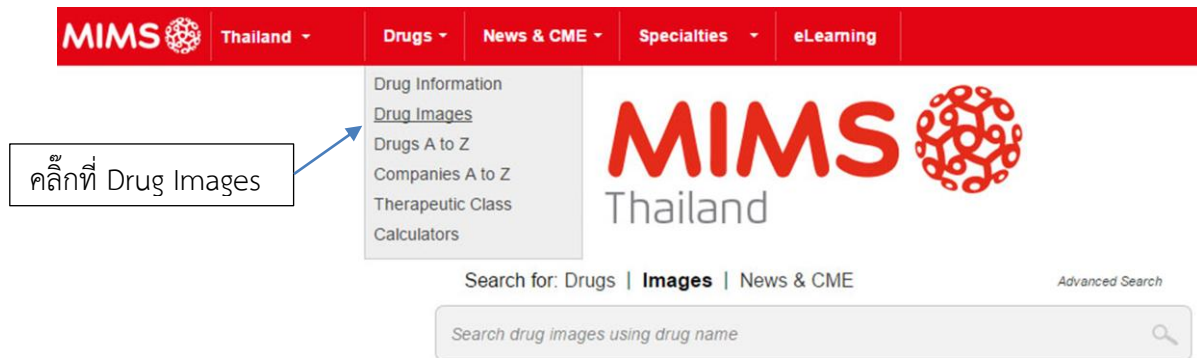 MIMS Thailand Drugs News & CME Specialties eLearning
Drug Information
Drug Images
Drugs A to Z
Companies A to Z
Therapeutic Class
Calculators
คลิ๊กที่ Drug Images
MIMS
Thailand
Search for: Drugs | Images | News & CME
Advanced Search
Search drug images using drug name